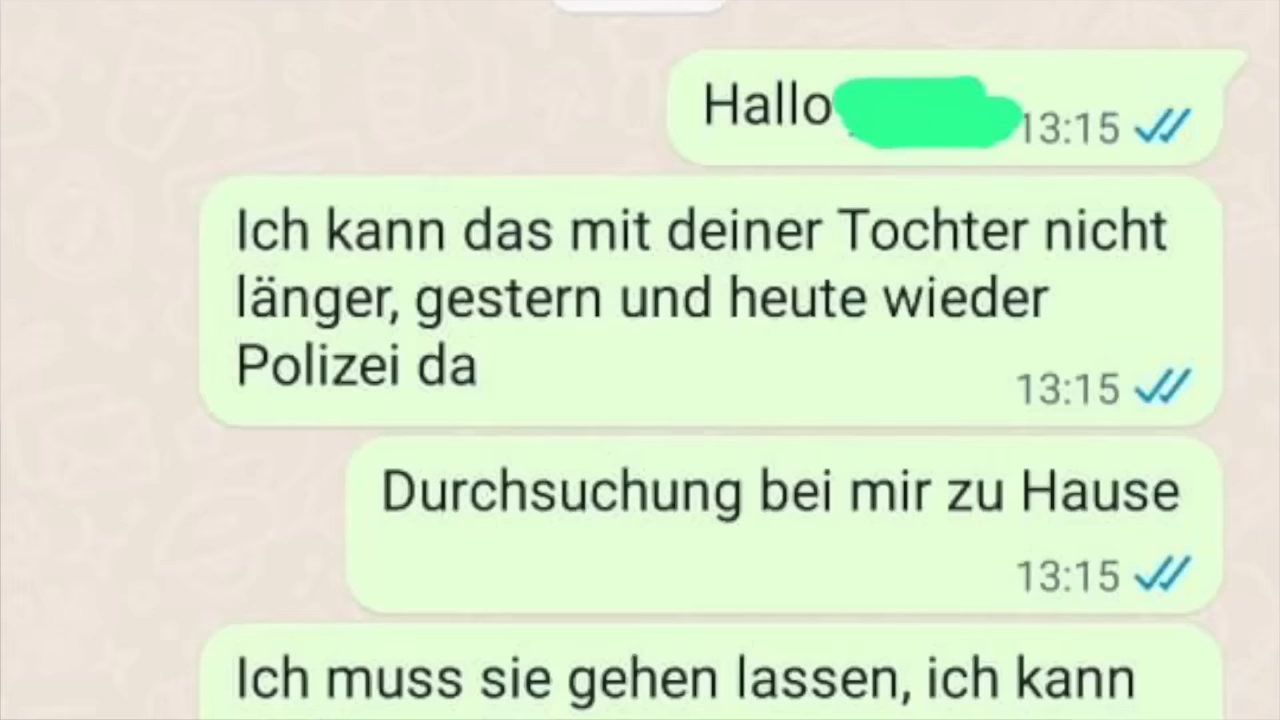 Hallo
13:15
Ich kann das mit deiner Tochter nicht
länger, gestern und heute wieder
Polizei da
13:15
Durchsuchung bei mir zu Hause
13:15
Ich muss sie gehen lassen, ich kann